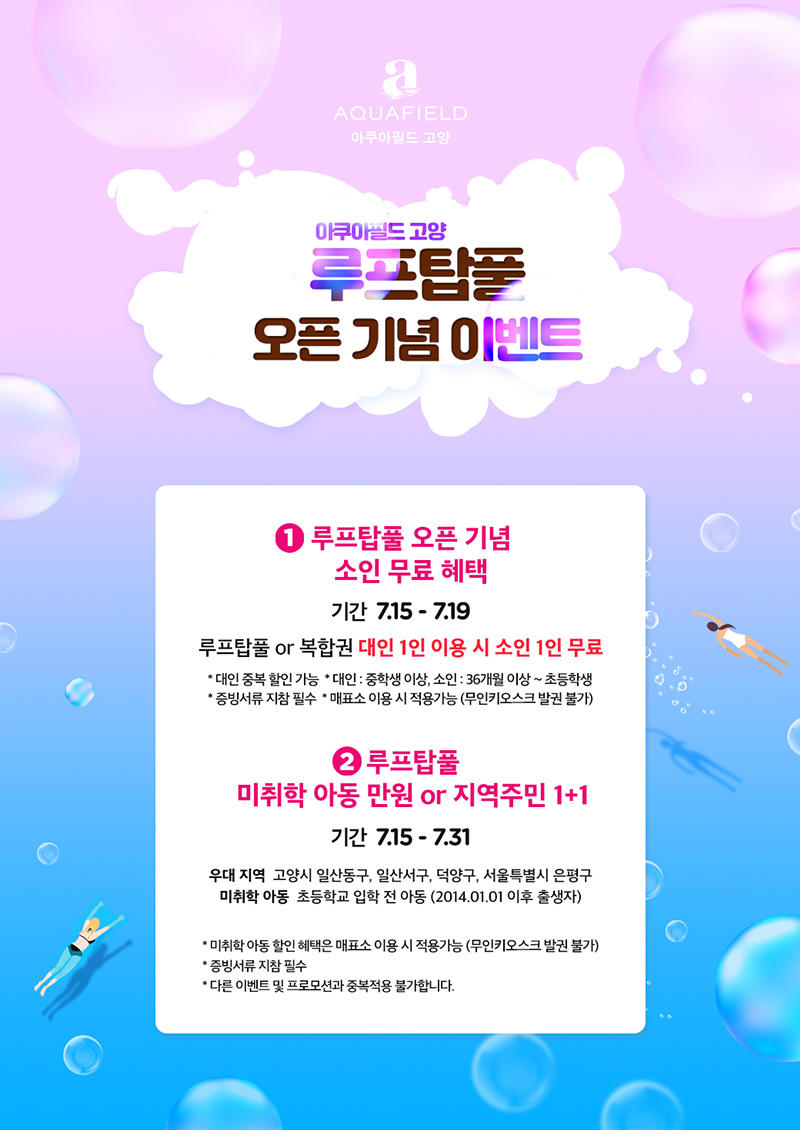 a
AQUAFIELD
아쿠아필드 고양
아쿠아필드 고양
루프탑풀
오픈 기념 이벤트
1 루프탑풀 오픈 기념
소인 무료 혜택
기간 7.15 - 7.19
루프탑풀 or 복합권 대인 1인 이용 시 소인 1인 무료
* 대인 중복 할인 가능 * 대인 : 중학생 이상, 소인 : 36개월 이상 ~ 초등학생
* 증빙서류 지참 필수 * 매표소 이용 시 적용가능 (무인키오스크 발권 불가)
2 루프탑풀
미취학 아동 만원 or 지역주민 1+1
기간 7.15 - 7.31
우대 지역 고양시 일산동구, 일산서구, 덕양구, 서울특별시 은평구
미취학 아동 초등학교 입학 전 아동 (2014.01.01 이후 출생자)
* 미취학 아동 할인 혜택은 매표소 이용 시 적용가능 (무인키오스크 발권 불가)
* 증빙서류 지참 필수
* 다른 이벤트 및 프로모션과 중복적용 불가합니다.